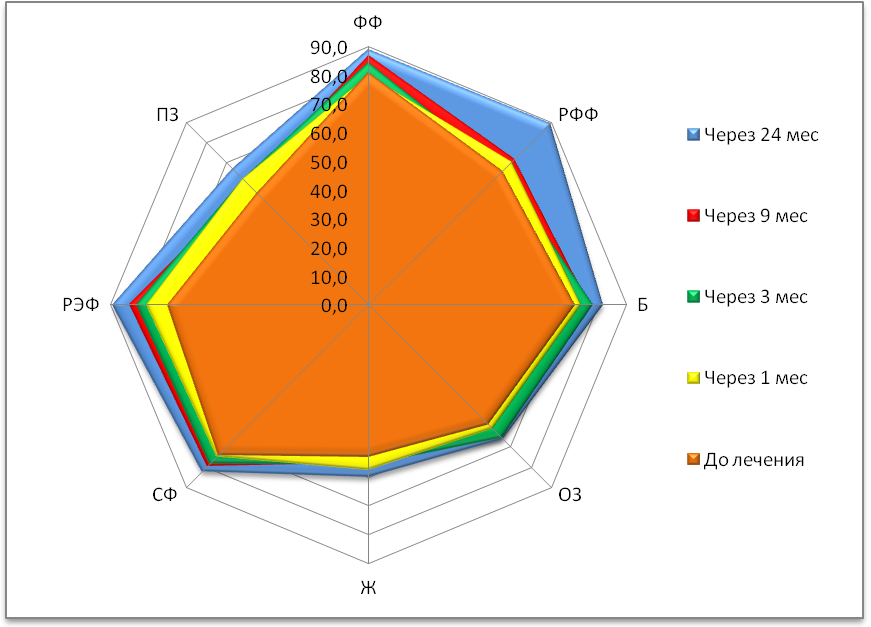 ФФ
90,0
80,0
70,0
60,0
50,0
40,0
30,0
20,0
10,0
0,0
РФФ
Б
ОЗ
Ж
СФ
РЭФ
ПЗ
Через 24 мес
Через 9 мес
Через 3 мес
Через 1 мес
До лечения